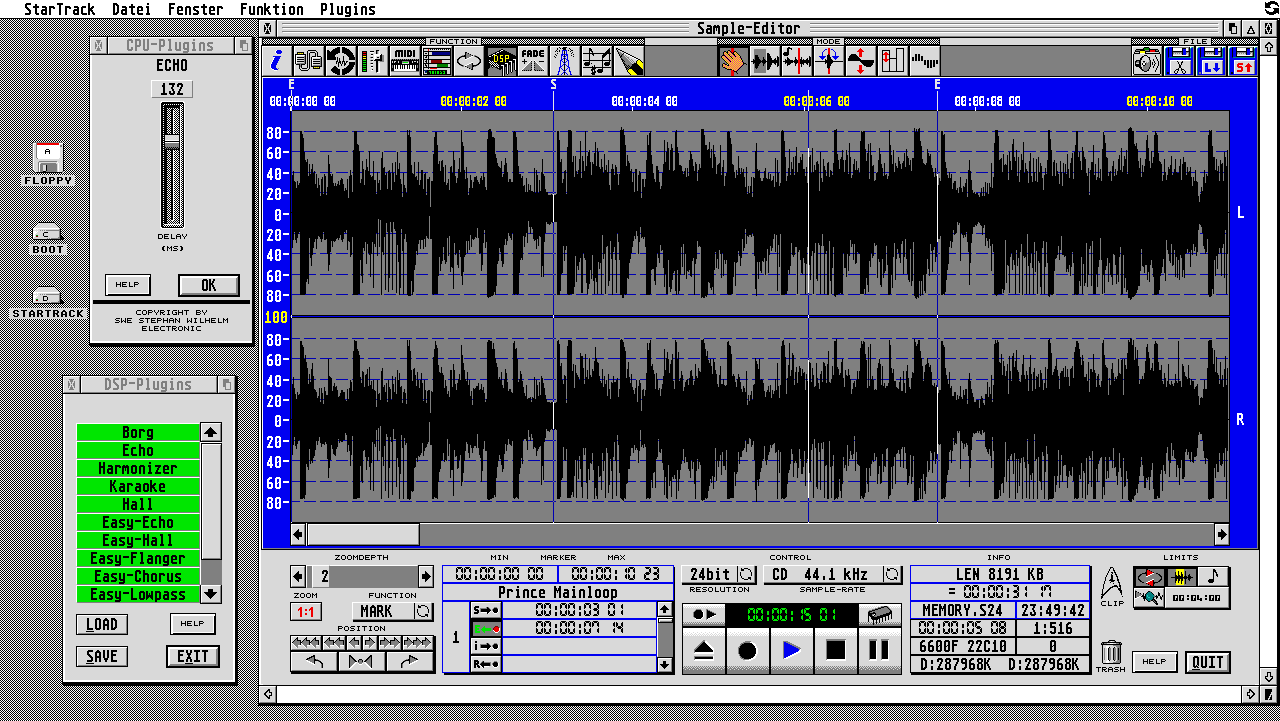 StarTrack Datei Fenster Funktion Plugins
Sample-Editor
FUNCTION
MODE
FILE
i
MIDI
DSP
FADE
L↓
S↑
CPU-Plugins
ECHO
132
DELAY
(MS)
HELP
OK
COPYRIGHT BY
SWE STEPHAN WILHELM
ELECTRONIC
A
FLOPPY
.C
BOOT
.D
STARTRACK
E S E
00:00:00 00 00:00:02 00 00:00:04 00 00:00:06 00 00:00:08 00 00:00:10 00
80
60
40
20
0
20
40
60
80
L
100
80
60
40
20
0
20
40
60
80
R
DSP-Plugins
Borg
Echo
Harmonizer
Karaoke
Hall
Easy-Echo
Easy-Hall
Easy-Flanger
Easy-Chorus
Easy-Lowpass
LOAD
HELP
SAVE
EXIT
ZOOMDEPTH
2
ZOOM
1:1
FUNCTION
MARK
POSITION
MIN MARKER MAX
00:00:00 00 00:00:10 23
Prince Mainloop
1
S 00:00:03 01
00:00:07 14
i
R
CONTROL
24bit
CD 44.1 kHz
RESOLUTION
SAMPLE-RATE
00:00:15 01
INFO
LEN 8191 KB
= 00:00:31 17
MEMORY.S24 23:49:42
00:00:05 08 1:516
6600F 22C10 0
D:287968K D:287968K
CLIP
TRASH
LIMITS
00:04:00
HELP
QUIT